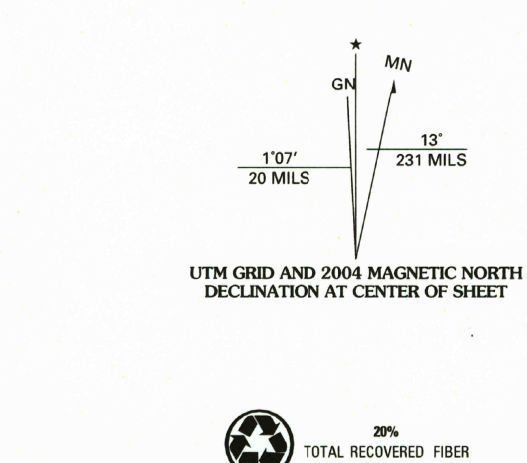 ★
MN
GN
13°
231 MILS
1°07′
20 MILS
UTM GRID AND 2004 MAGNETIC NORTH
DECLINATION AT CENTER OF SHEET
20%
TOTAL RECOVERED FIBER